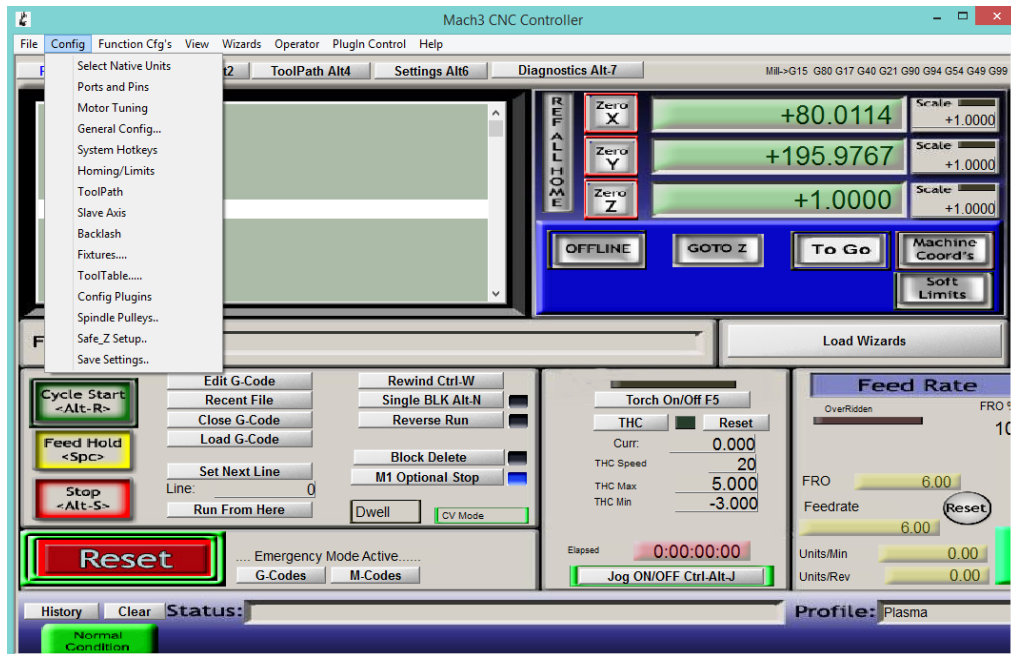 Mach3 CNC Controller
File Config Function Cfg's View Wizards Operator PlugIn Control Help
Select Native Units
Ports and Pins
Motor Tuning
General Config...
System Hotkeys
Homing/Limits
ToolPath
Slave Axis
Backlash
Fixtures....
ToolTable.....
Config Plugins
Spindle Pulleys..
Safe_Z Setup..
Save Settings..
ToolPath Alt4 Settings Alt6 Diagnostics Alt-7 Mill->G15 G80 G17 G40 G21 G90 G94 G54 G49 G99
REF ALL HOME
Zero X +80.0114 Scale +1.0000
Zero Y +195.9767 Scale +1.0000
Zero Z +1.0000 Scale +1.0000
OFFLINE GOTO Z To Go Machine Coord's
Soft Limits
Load Wizards
Cycle Start <Alt-R>
Feed Hold <Spc>
Stop <Alt-S>
Edit G-Code
Recent File
Close G-Code
Load G-Code
Set Next Line
Line: 0
Run From Here
Rewind Ctrl-W
Single BLK Alt-N
Reverse Run
Block Delete
M1 Optional Stop
Dwell CV Mode
Reset .... Emergency Mode Active......
G-Codes M-Codes
Torch On/Off F5
THC Reset
Curr: 0.000
THC Speed 20
THC Max 5.000
THC Min -3.000
Elapsed 0:00:00:00
Jog ON/OFF Ctrl-Alt-J
Feed Rate
OverRidden FRO %
10
FRO 6.00
Feedrate Reset
6.00
Units/Min 0.00
Units/Rev 0.00
History Clear Status: Profile: Plasma
Normal Condition